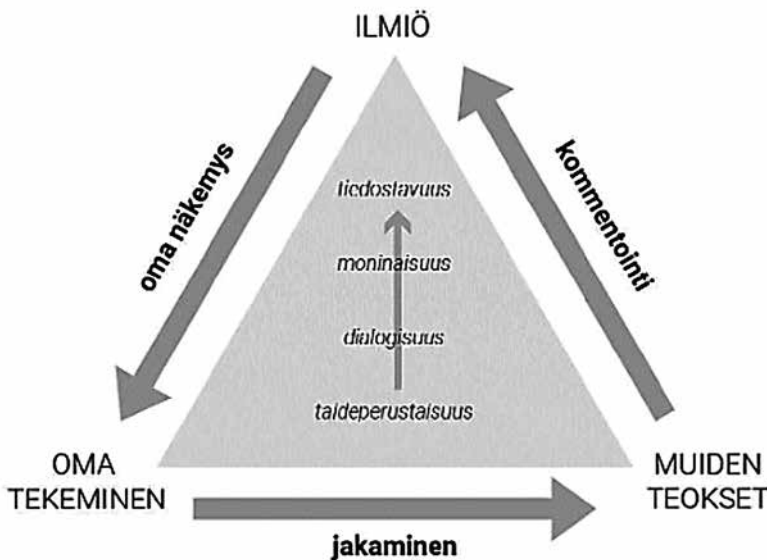 ILMIÖ
oma näkemys
kommentointi
tiedostavuus
moninaisuus
dialogisuus
taideperustaisuus
OMA
TEKEMINEN
MUIDEN
TEOKSET
jakaminen